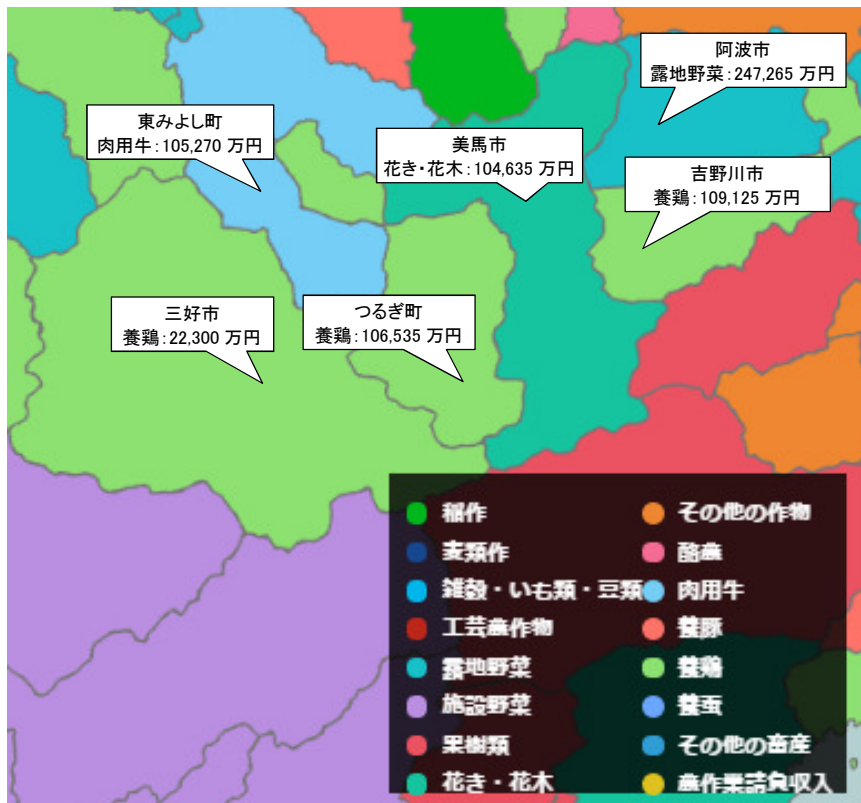 阿波市
露地野菜：247,265 万円
東みよし町
肉用牛：105,270 万円
美馬市
花き・花木：104,635 万円
吉野川市
養鶏：109,125 万円
三好市
養鶏：22,300 万円
つるぎ町
養鶏：106,535 万円
稲作
麦類作
雑穀・いも類・豆類
工芸農作物
露地野菜
施設野菜
果樹類
花き・花木
その他の作物
酪農
肉用牛
養豚
養鶏
養蚕
その他の畜産
農作業請負収入